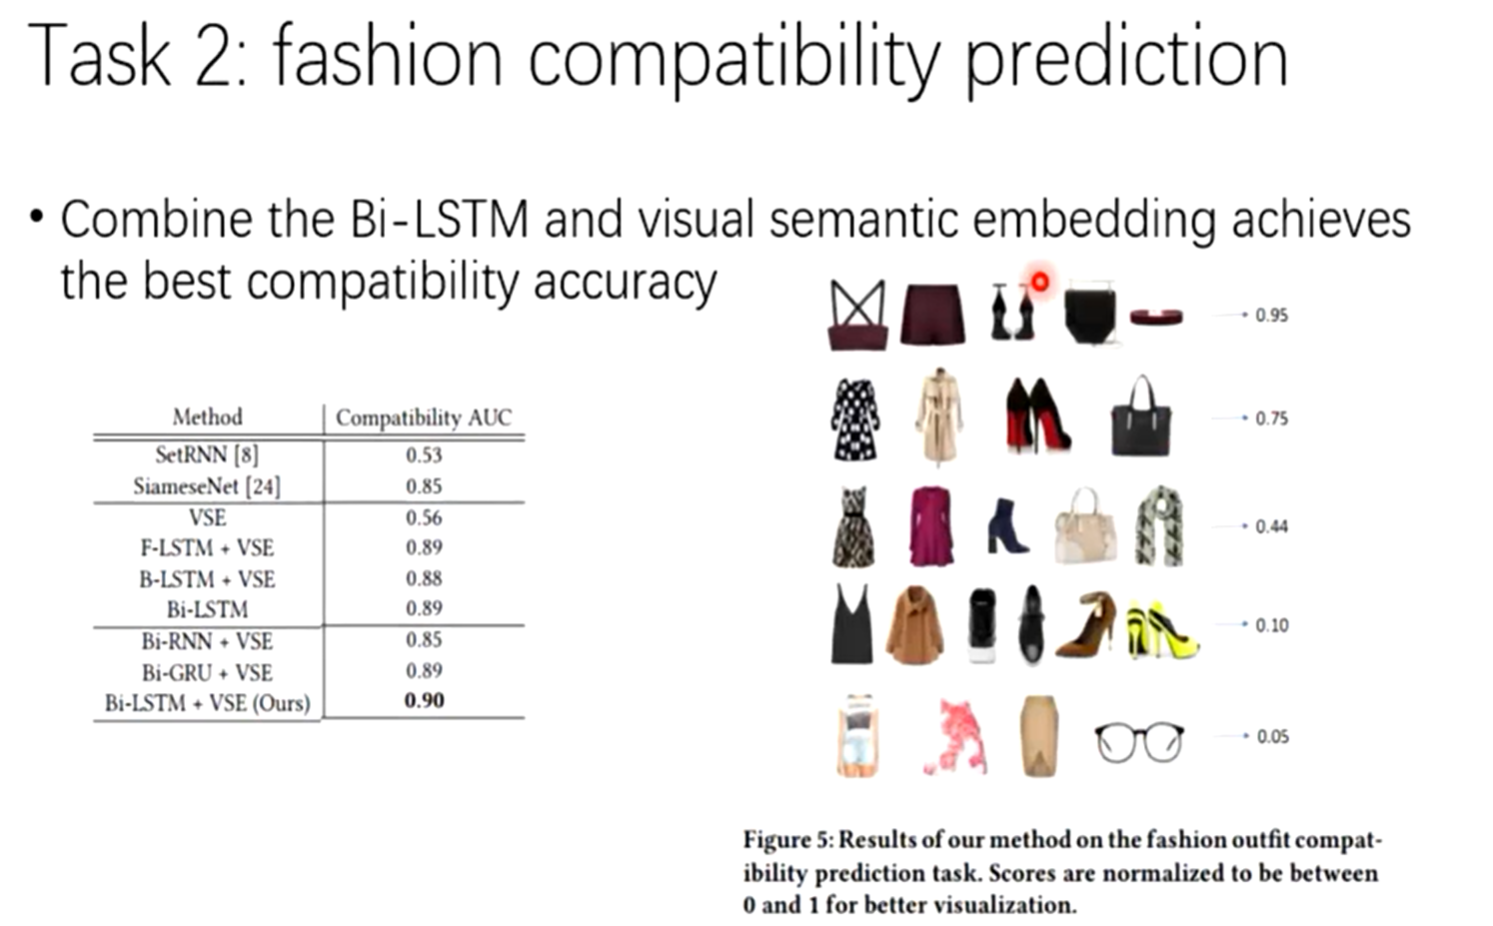 Task 2: fashion compatibility prediction
• Combine the Bi-LSTM and visual semantic embedding achieves
the best compatibility accuracy
Method Compatibility AUC
SetRNN [8] 0.53
SiameseNet [24] 0.85
VSE 0.56
F-LSTM + VSE 0.89
B-LSTM + VSE 0.88
Bi-LSTM 0.89
Bi-RNN + VSE 0.85
Bi-GRU + VSE 0.89
Bi-LSTM + VSE (Ours) 0.90
0.95
0.75
0.44
0.10
0.05
Figure 5: Results of our method on the fashion outfit compat-
ibility prediction task. Scores are normalized to be between
0 and 1 for better visualization.